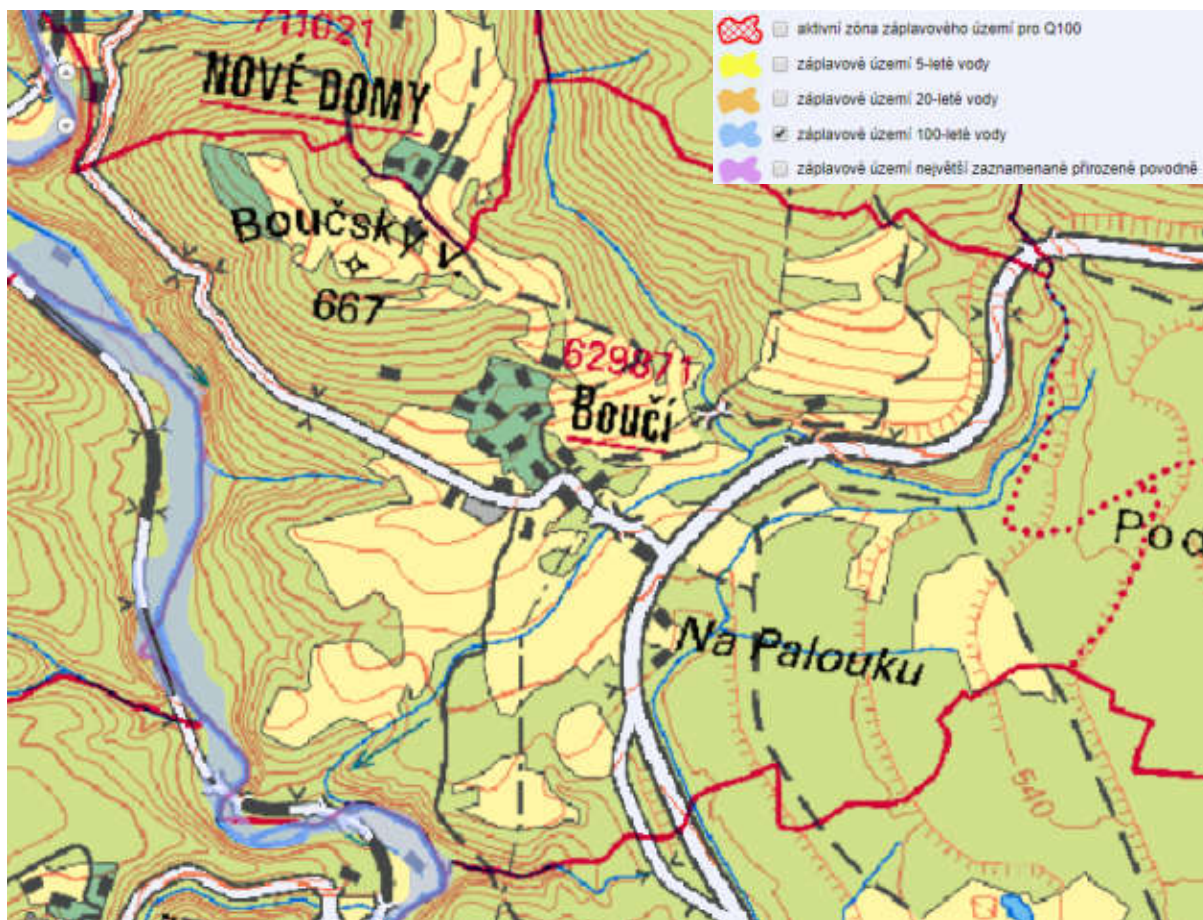 711021
NOVÉ DOMY
Boučský V
667
629871
Boučí
Na Palouku
540
aktivní zóna záplavového území pro Q100
záplavové území 5-leté vody
záplavové území 20-leté vody
záplavové území 100-leté vody
záplavové území největší zaznamenané přirozené povodně